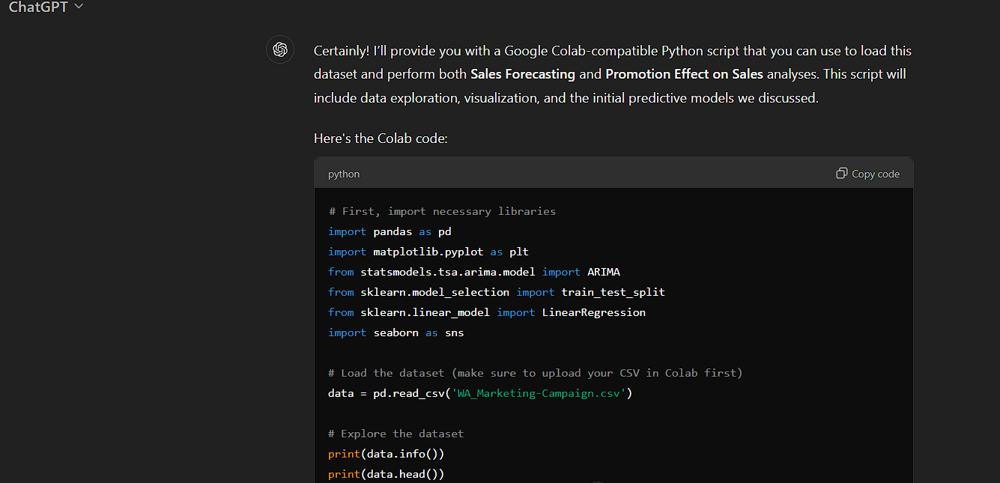 ChatGPT
Certainly! I’ll provide you with a Google Colab-compatible Python script that you can use to load this
dataset and perform both Sales Forecasting and Promotion Effect on Sales analyses. This script will
include data exploration, visualization, and the initial predictive models we discussed.
Here's the Colab code:
python
Copy code
# First, import necessary libraries
import pandas as pd
import matplotlib.pyplot as plt
from statsmodels.tsa.arima.model import ARIMA
from sklearn.model_selection import train_test_split
from sklearn.linear_model import LinearRegression
import seaborn as sns
# Load the dataset (make sure to upload your CSV in Colab first)
data = pd.read_csv('WA_Marketing-Campaign.csv')
# Explore the dataset
print(data.info())
print(data.head())